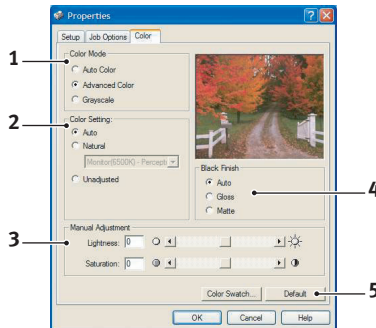 Properties
Setup Job Options Color
Color Mode
1
Auto Color
Advanced Color
Grayscale
2
Color Setting:
Auto
Natural
Monitor(6500K) - Percepti
Unadjusted
Black Finish
Auto
4
Gloss
Matte
Manual Adjustment
3
Lightness: 0
Saturation: 0
Color Swatch... Default
5
OK Cancel Help